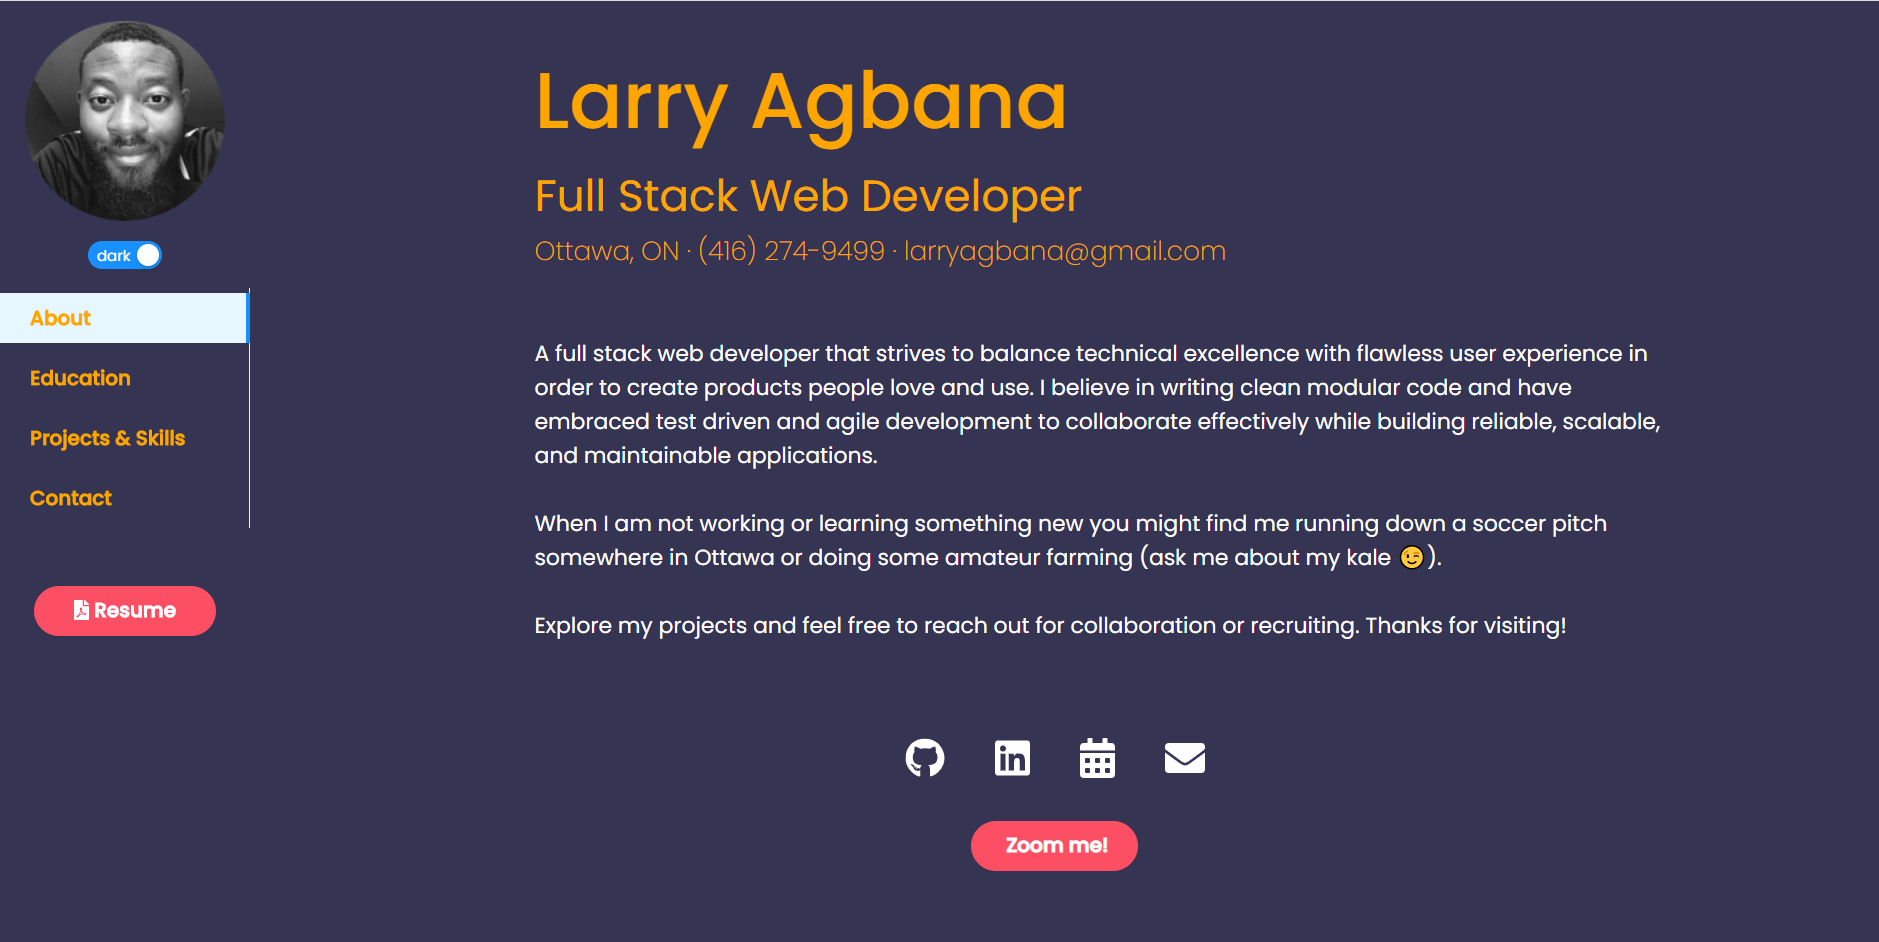 dark
About
Education
Projects & Skills
Contact
Resume
Larry Agbana
Full Stack Web Developer
Ottawa, ON · (416) 274-9499 · larryagbana@gmail.com
A full stack web developer that strives to balance technical excellence with flawless user experience in
order to create products people love and use. I believe in writing clean modular code and have
embraced test driven and agile development to collaborate effectively while building reliable, scalable,
and maintainable applications.
When I am not working or learning something new you might find me running down a soccer pitch
somewhere in Ottawa or doing some amateur farming (ask me about my kale 😉).
Explore my projects and feel free to reach out for collaboration or recruiting. Thanks for visiting!
in
Zoom me!